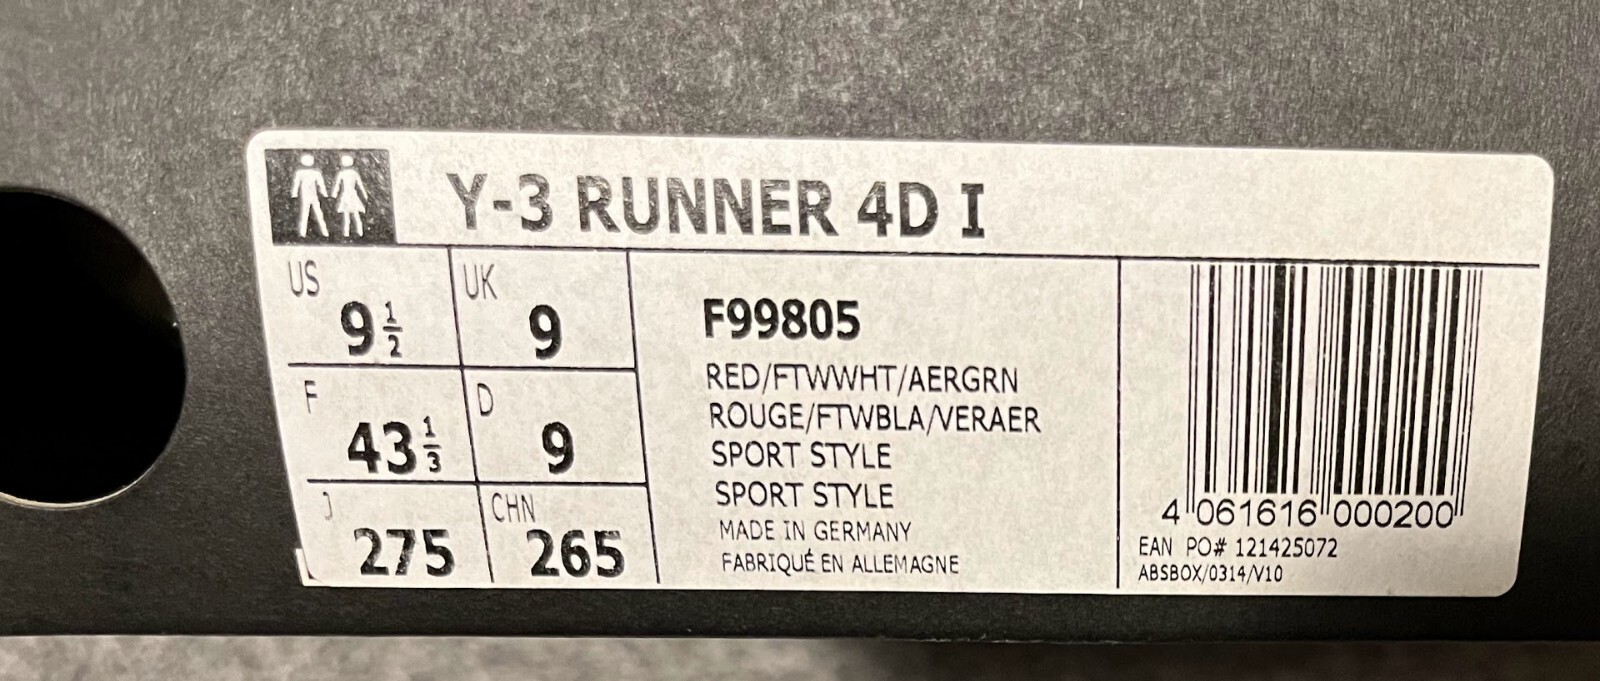 Y-3 RUNNER 4D I
US 9 1/2 UK 9
F 43 1/3 D 9
J 275 CHN 265
F99805
RED/FTWWHT/AERGRN
ROUGE/FTWBLA/VERAER
SPORT STYLE
SPORT STYLE
MADE IN GERMANY
FABRIQUÉ EN ALLEMAGNE
4 061616 000200
EAN PO# 121425072
ABSBOX/0314/V10